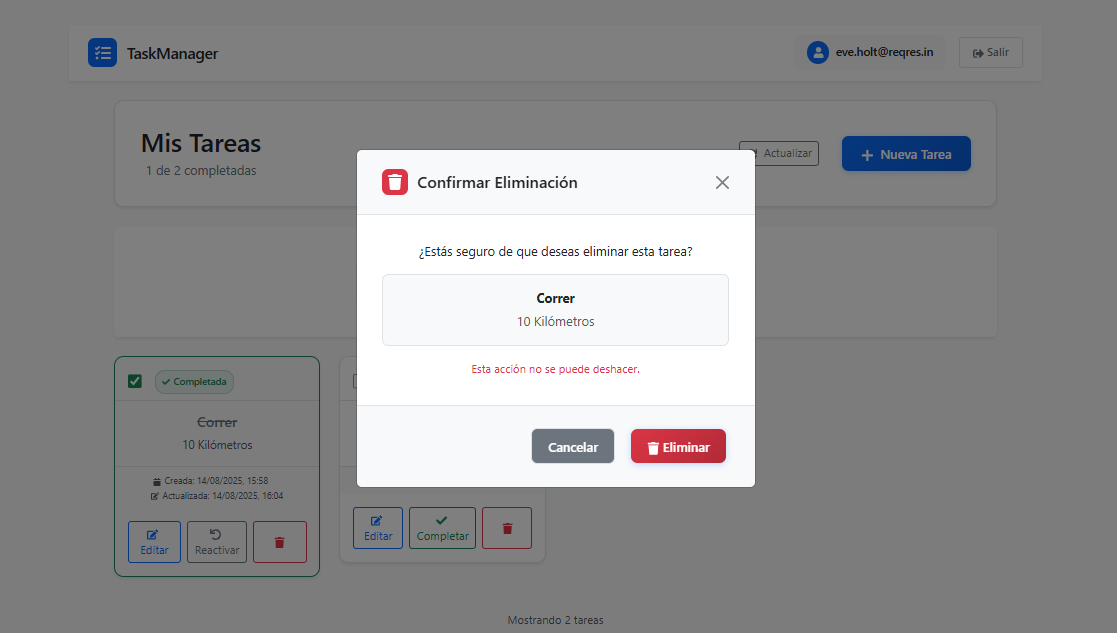 TaskManager
eve.holt@reqres.in
Salir
Mis Tareas
1 de 2 completadas
Actualizar
Nueva Tarea
Confirmar Eliminación
¿Estás seguro de que deseas eliminar esta tarea?
Correr
10 Kilómetros
Esta acción no se puede deshacer.
Cancelar
Eliminar
Completada
Correr
10 Kilómetros
Creada: 14/08/2025, 15:58
Actualizada: 14/08/2025, 16:04
Editar
Reactivar
Editar
Completar
Mostrando 2 tareas